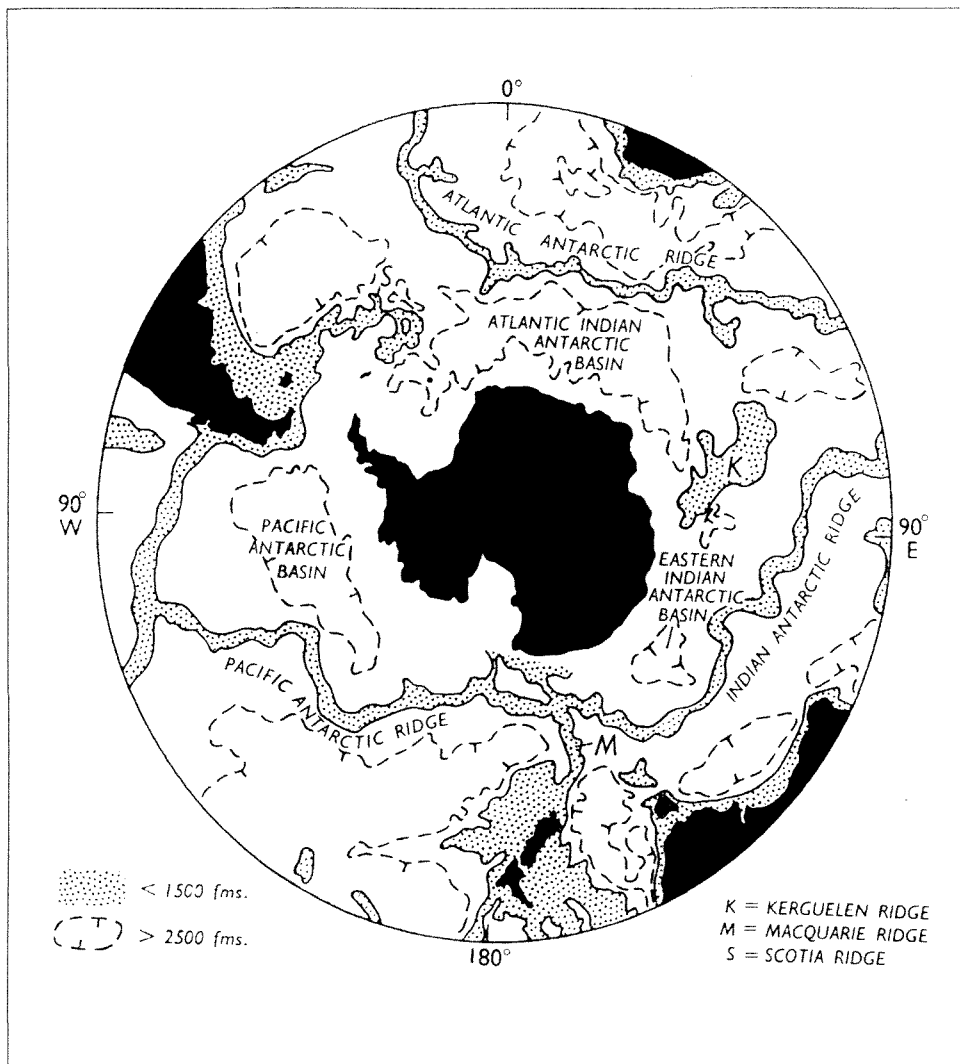 0°
ATLANTIC ANTARCTIC RIDGE
S
ATLANTIC INDIAN
ANTARCTIC
BASIN
K
90°
W
PACIFIC
ANTARCTIC
BASIN
90°
E
EASTERN
INDIAN
ANTARCTIC
BASIN
INDIAN ANTARCTIC RIDGE
PACIFIC ANTARCTIC RIDGE
M
180°
< 1500 fms.
> 2500 fms.
K = KERGUELEN RIDGE
M = MACQUARIE RIDGE
S = SCOTIA RIDGE